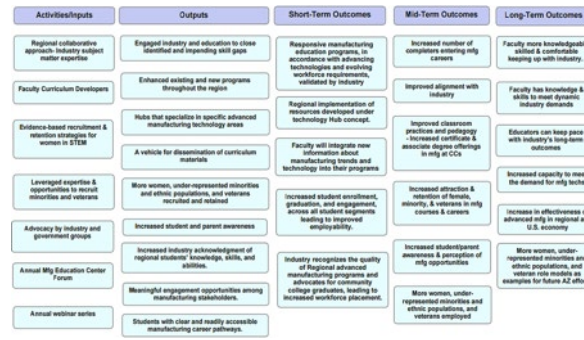 Activities/Inputs
Regional collaborative
approach- Industry subject
matter expertise
Faculty Curriculum Developers
Evidence-based recruitment &
retention strategies for
women in STEM
Leveraged expertise &
opportunities to recruit
minorities and veterans
Advocacy by industry and
government groups
Annual Mfg Education Center
Forum
Annual webinar series
Outputs
Engaged industry and education to close
identified and impending skill gaps
Enhanced existing and new programs
throughout the region
Hubs that specialize in specific advanced
manufacturing technology areas
A vehicle for dissemination of curriculum
materials
More women, under-represented minorities
and ethnic populations, and veterans
recruited and retained
Increased student and parent awareness
Increased industry acknowledgment of
regional students' knowledge, skills, and
abilities.
Meaningful engagement opportunities among
manufacturing stakeholders.
Students with clear and readily accessible
manufacturing career pathways.
Short-Term Outcomes
Responsive manufacturing
education programs, in
accordance with advancing
technologies and evolving
workforce requirements,
validated by industry
Regional implementation of
resources developed under
technology Hub concept.
Faculty will integrate new
information about
manufacturing trends and
technology into their programs
Increased student enrollment,
graduation, and engagement,
across all student segments
leading to improved
employability.
Industry recognizes the quality
of Regional advanced
manufacturing programs and
advocates for community
college graduates, leading to
increased workforce placement.
Mid-Term Outcomes
Increased number of
completers entering mfg
careers
Improved alignment with
industry
Improved classroom
practices and pedagogy
- Increased certificate &
associate degree offerings
in mfg at CCs
Increased attraction &
retention of female,
minority, & veterans in mfg
courses & careers
Increased student/parent
awareness & perception of
mfg opportunities
More women, under-
represented minorities and
ethnic populations, and
veterans employed
Long-Term Outcomes
Faculty more knowledgeab
skilled & comfortable
keeping up with industry.
Faculty has knowledge &
skills to meet dynamic
industry demands
Educators can keep pace
with industry's long-term
outcomes
Increased capacity to mee
the demand for mfg techs
Increase in effectiveness o
advanced mfg in regional a
U.S. economy
More women, under-
represented minorities an
ethnic populations, and
veteran role models as
examples for future AZ effor